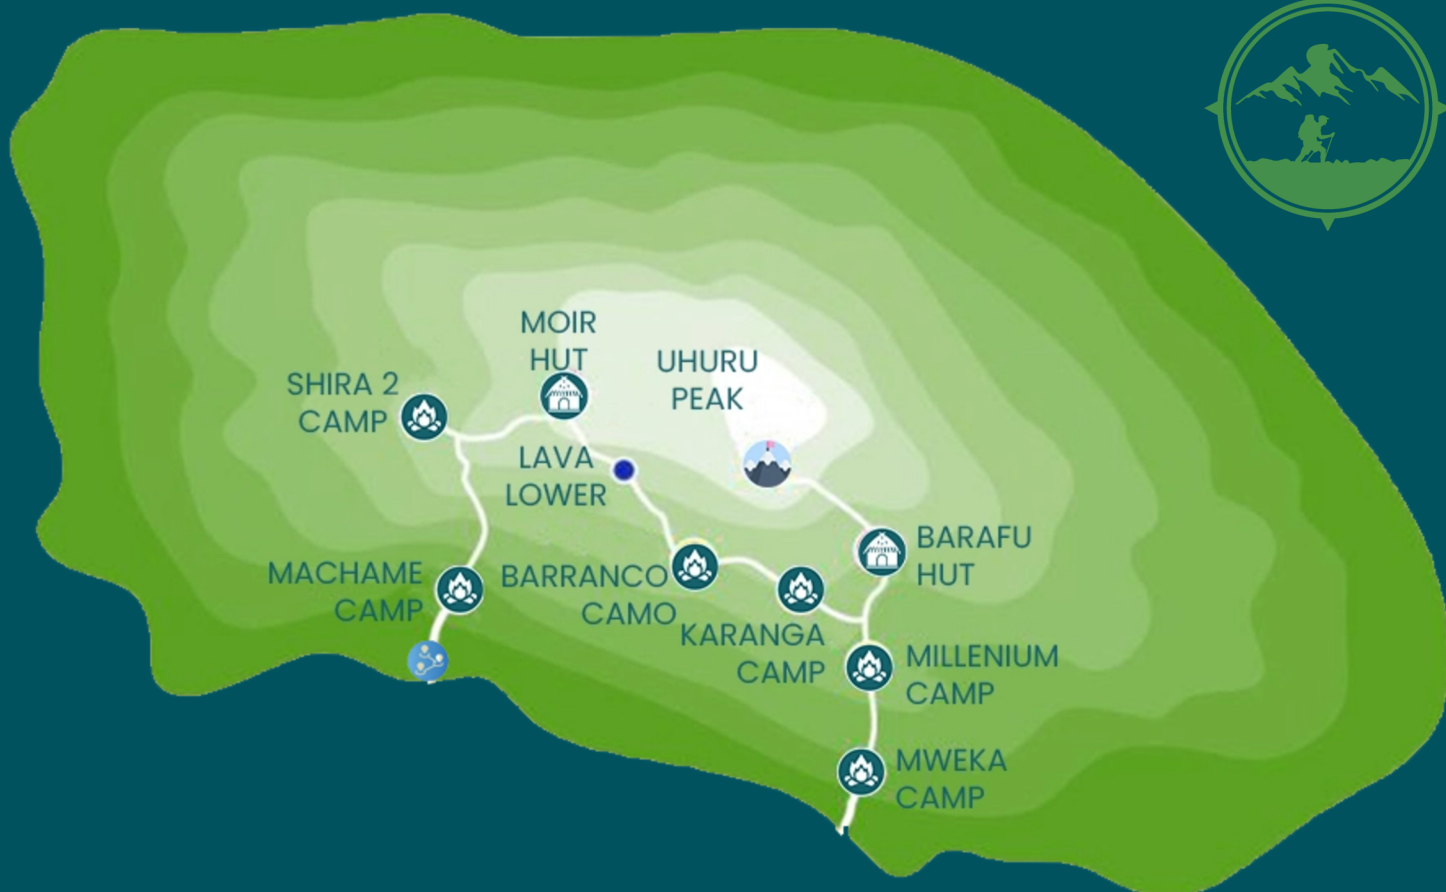 MOIR
HUT
UHURU
PEAK
SHIRA 2
CAMP
LAVA
LOWER
BARAFU
HUT
MACHAME
CAMP
BARRANCO
CAMO
KARANGA
CAMP
MILLENIUM
CAMP
MWEKA
CAMP